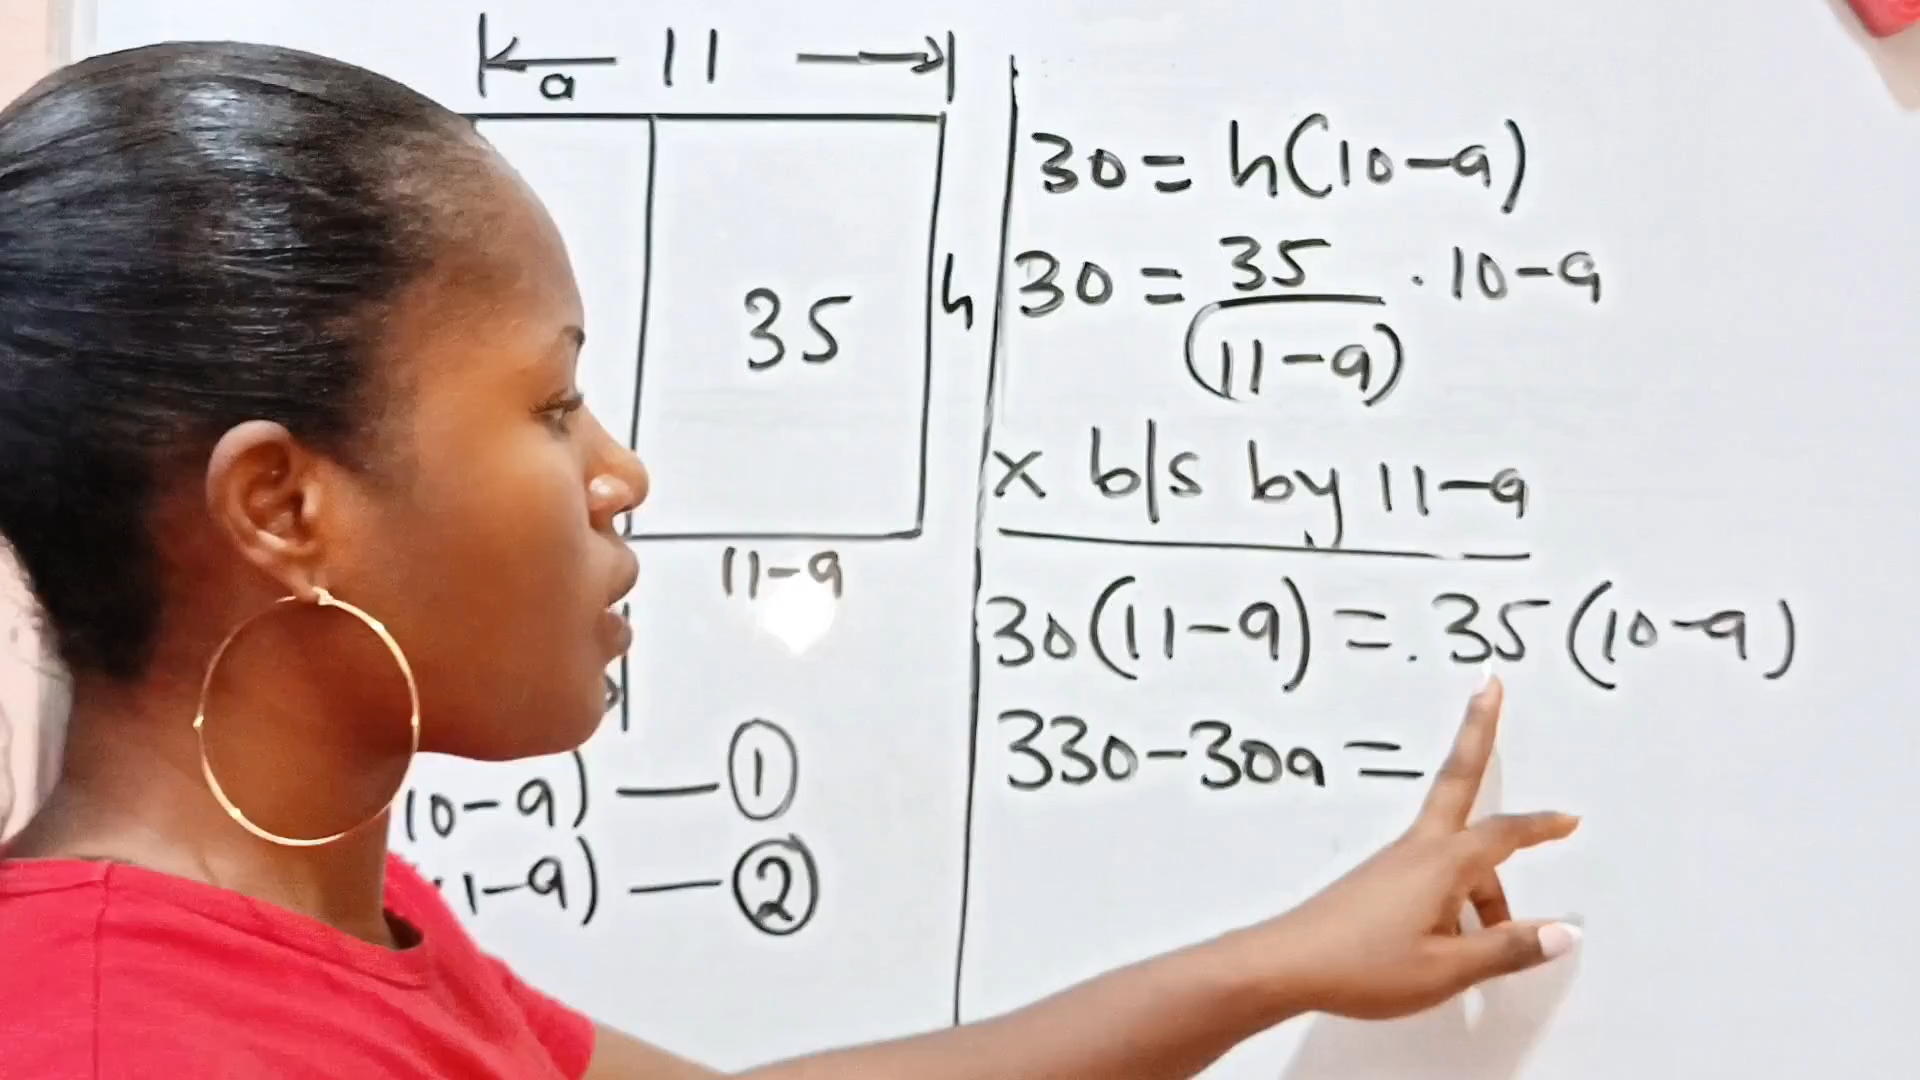 11
a
35
h
11-a
10-a) — ①
1-a) — ②
30 = h(10-a)
30 = 35/(11-a) · 10-a
x b/s by 11-a
30(11-a) = . 35(10-a)
330-30a =